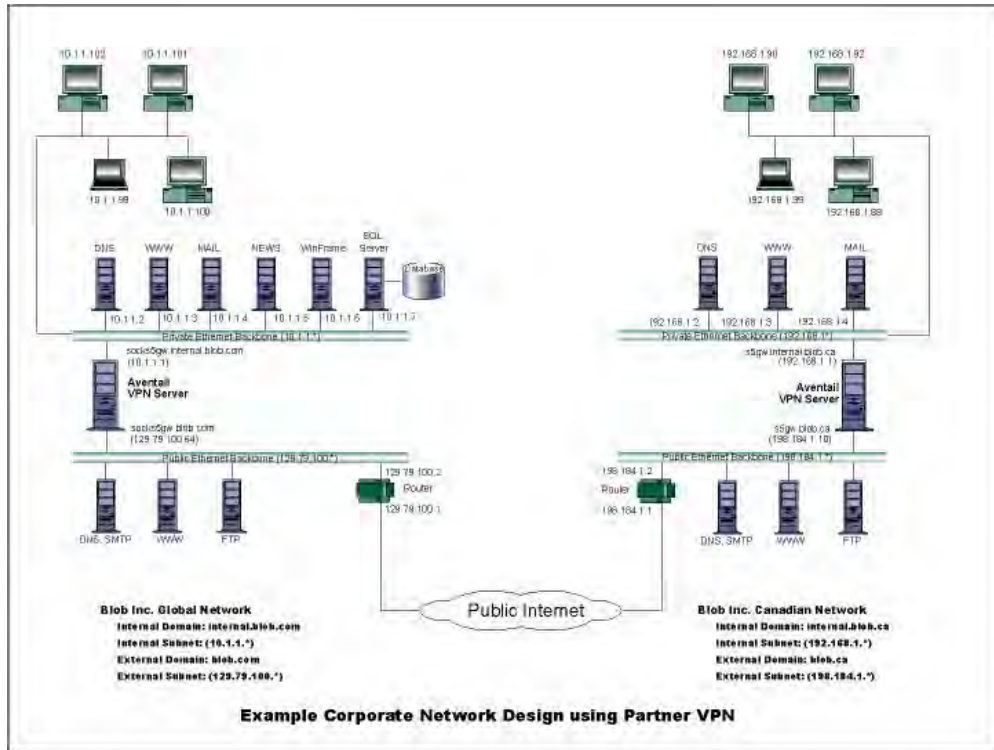 10.1.1.102 10.1.1.101
192.168.1.90 192.168.1.92
10.1.1.99
10.1.1.100
192.168.1.99
192.168.1.88
DNS WWW MAIL NEWS WinFrame SQL Server
Database
DNS WWW MAIL
10.1.1.2 10.1.1.3 10.1.1.4 10.1.1.5 10.1.1.6 10.1.1.7
192.168.1.2 192.168.1.3 192.168.1.4
Private Ethernet Backbone (10.1.1.*)
Private Ethernet Backbone (192.168.1*)
socks5gw.internal.blob.com
(10.1.1.1)
Aventail
VPN Server
socks5gw.blob.com
(129.79.100.64)
s5gw.internal.blob.ca
(192.168.1.1)
Aventail
VPN Server
s5gw.blob.ca
(198.184.1.10)
Public Ethernet Backbone (129.79.100.*)
Public Ethernet Backbone (198.184.1.*)
129.79.100.2
Router
129.79.100.1
198.184.1.2
Router
198.184.1.1
DNS, SMTP WWW FTP
DNS, SMTP WWW FTP
Public Internet
Blob Inc. Global Network
Internal Domain: internal.blob.com
Internal Subnet: (10.1.1.*)
External Domain: blob.com
External Subnet: (129.79.100.*)
Blob Inc. Canadian Network
Internal Domain: internal.blob.ca
Internal Subnet: (192.168.1.*)
External Domain: blob.ca
External Subnet: (198.184.1.*)
Example Corporate Network Design using Partner VPN